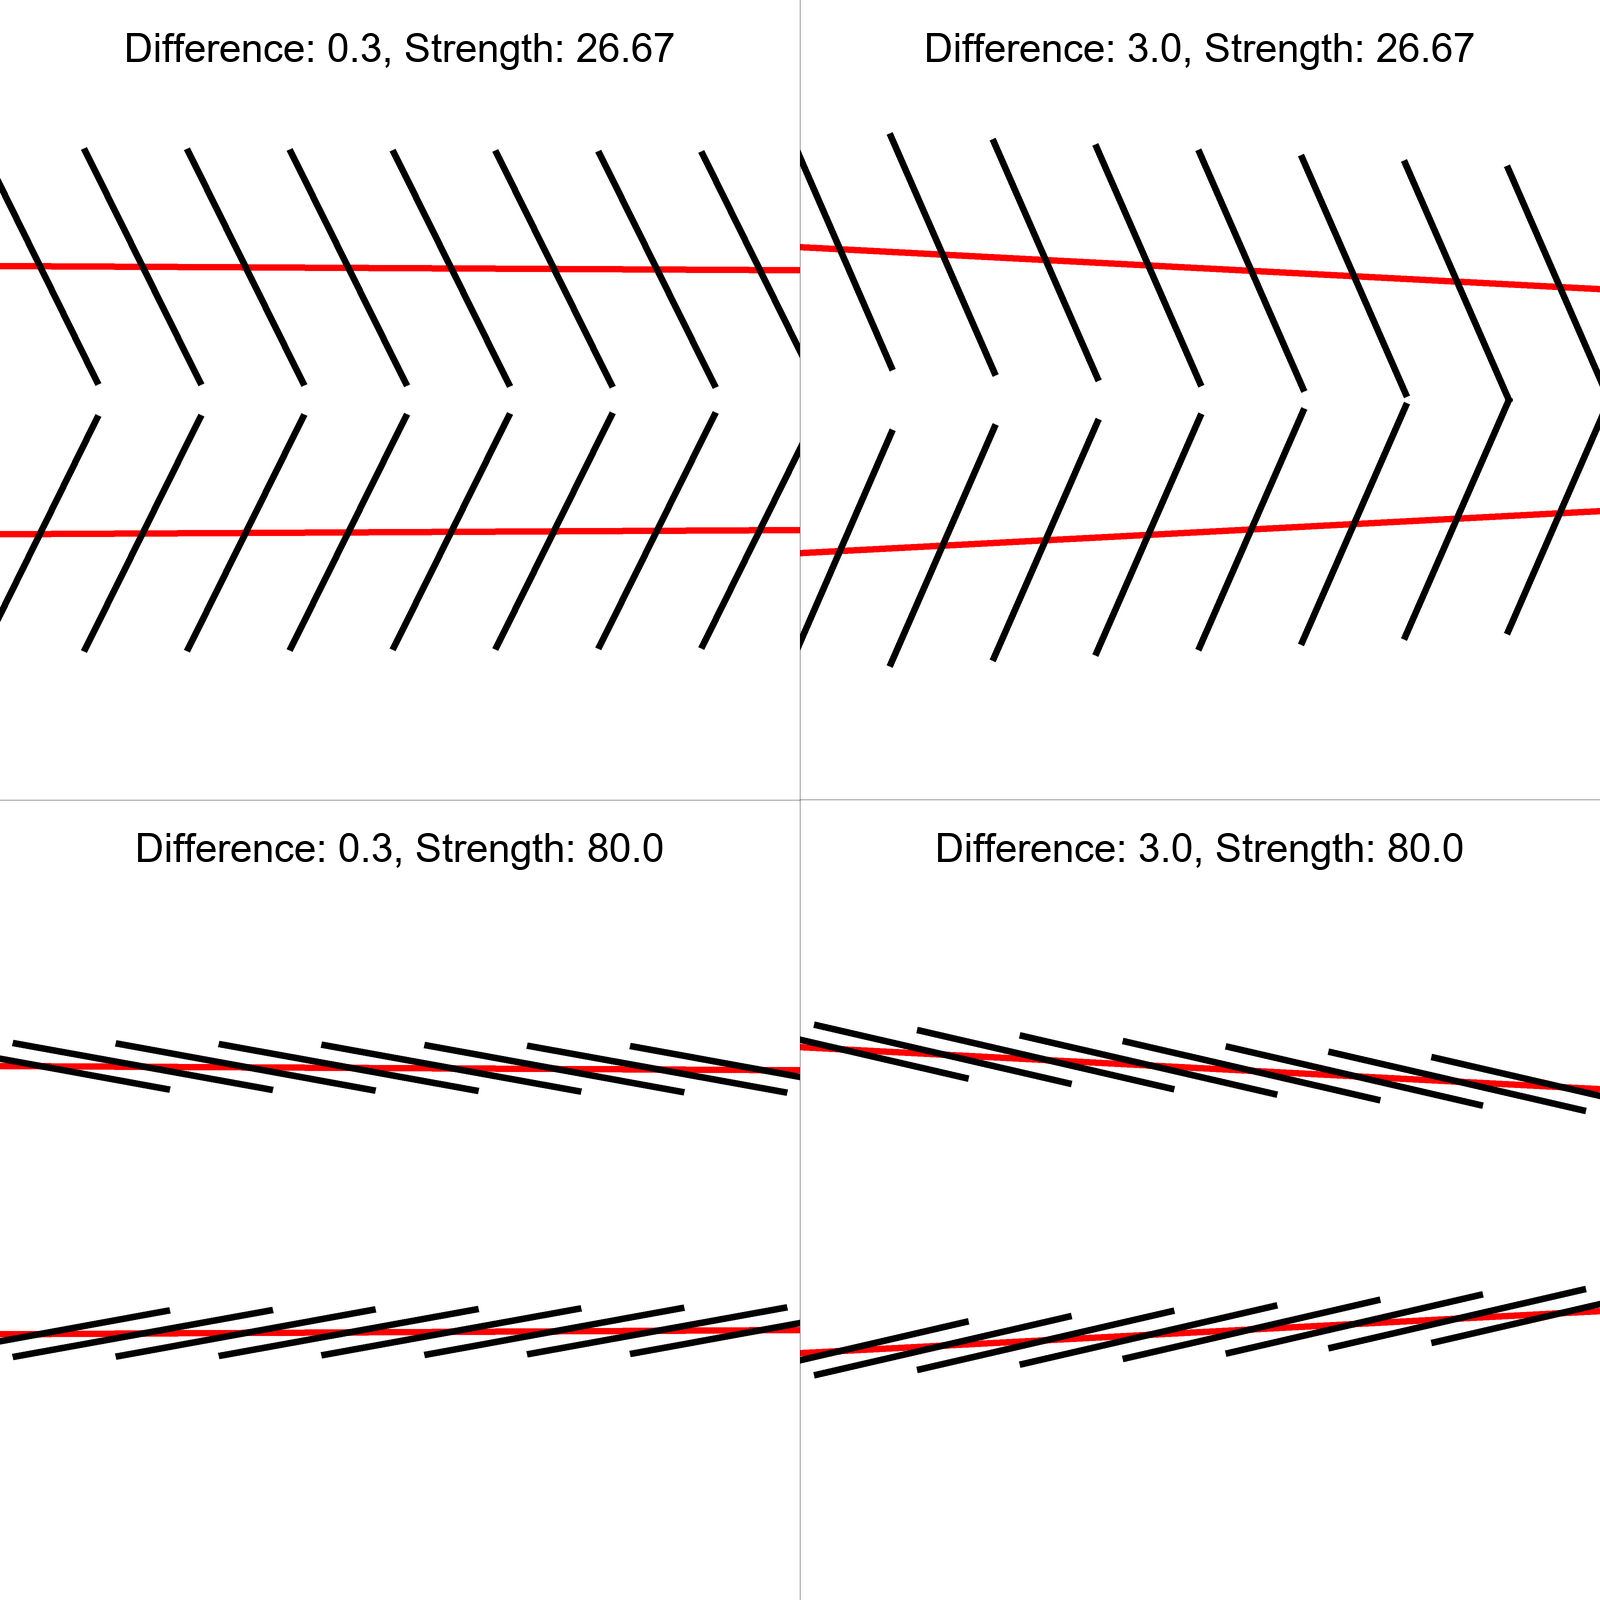 Difference: 0.3, Strength: 26.67
Difference: 3.0, Strength: 26.67
Difference: 0.3, Strength: 80.0
Difference: 3.0, Strength: 80.0